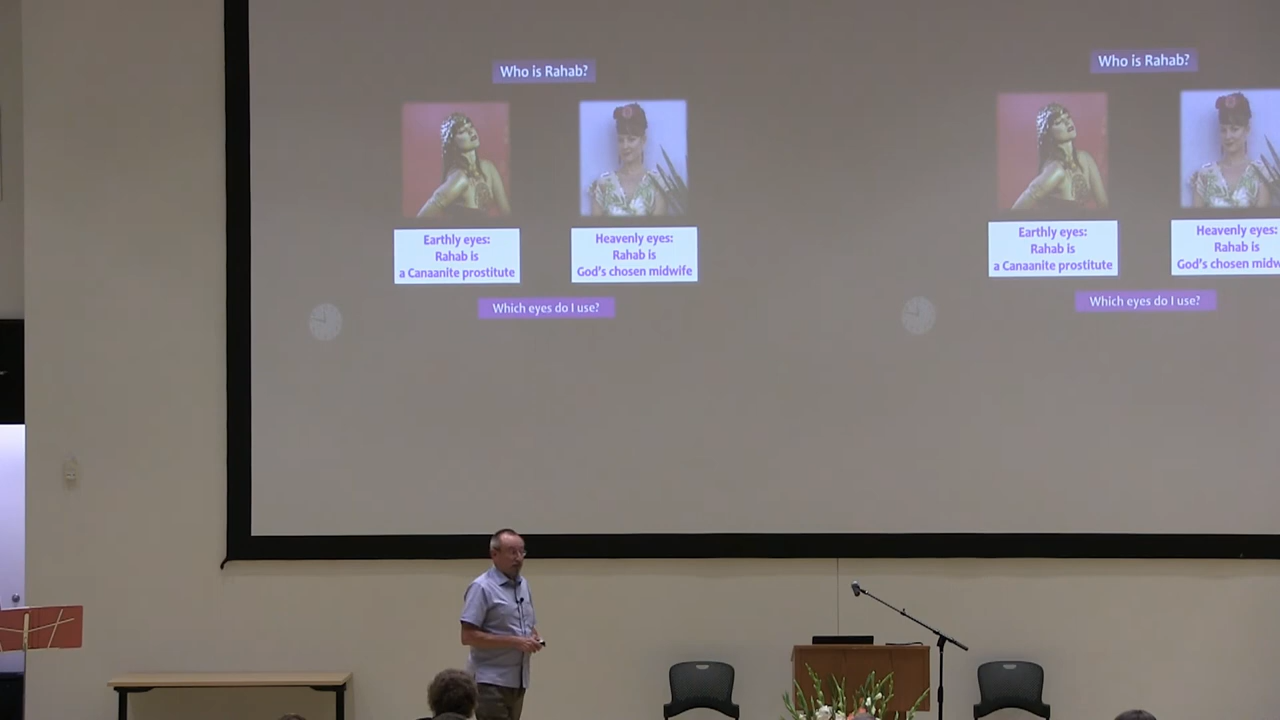 Who is Rahab?
Earthly eyes:
Rahab is
a Canaanite prostitute
Heavenly eyes:
Rahab is
God's chosen midwife
Which eyes do I use?
Who is Rahab?
Earthly eyes:
Rahab is
a Canaanite prostitute
Heavenly eyes:
Rahab is
God's chosen midw
Which eyes do I use?